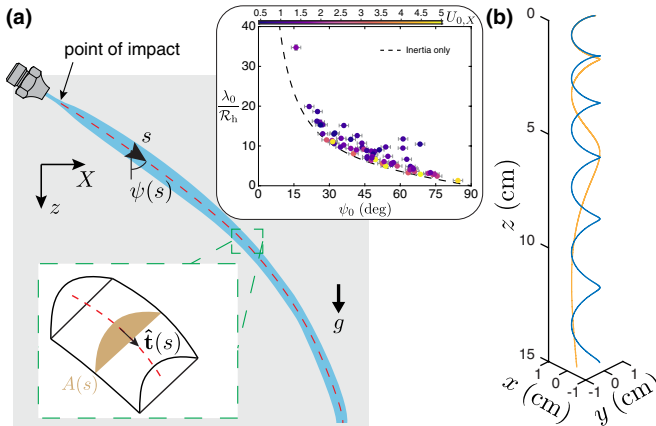 (a)
point of impact
s
ψ(s)
X
z
g
A(s)
t̂(s)
0.5 1 1.5 2 2.5 3 3.5 4 4.5 5 U₀,X
40
30
20
10
0
λ₀/ℛₕ
Inertia only
0 15 30 45 60 75 90
ψ₀ (deg)
(b)
0
5
10
15
z (cm)
1
0
-1
x (cm)
-1
0
1
y (cm)